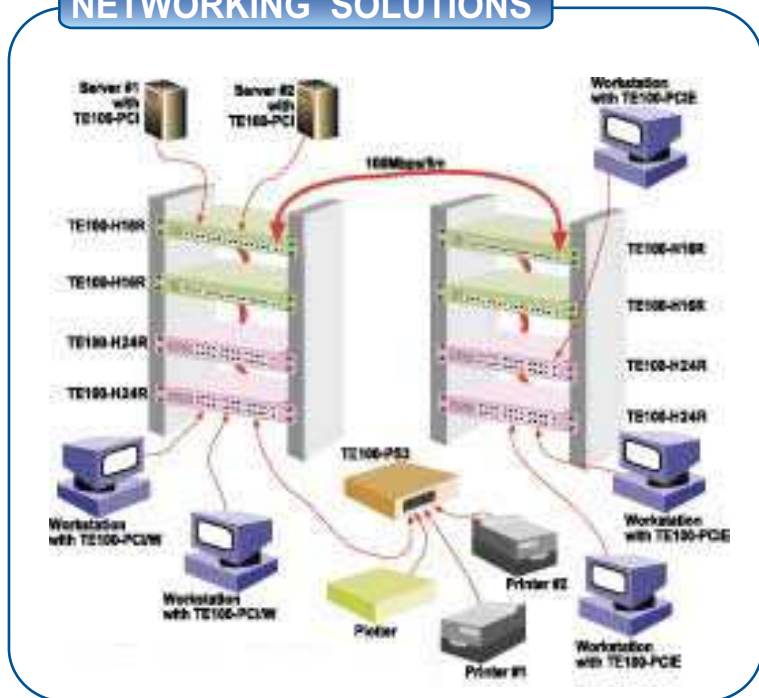 NETWORKING SOLUTIONS
Server #1
with
TE100-PCI
Server #2
with
TE100-PCI
Workstation
with TE100-PCIE
100Mbps
TE100-H16R
TE100-H16R
TE100-H16R
TE100-H16R
TE100-H24R
TE100-H24R
TE100-H24R
TE100-H24R
TE100-PS3
Workstation
with TE100-PCI/W
Workstation
with TE100-PCI/W
Plotter
Printer #1
Printer #2
Workstation
with TE100-PCIE
Workstation
with TE100-PCIE